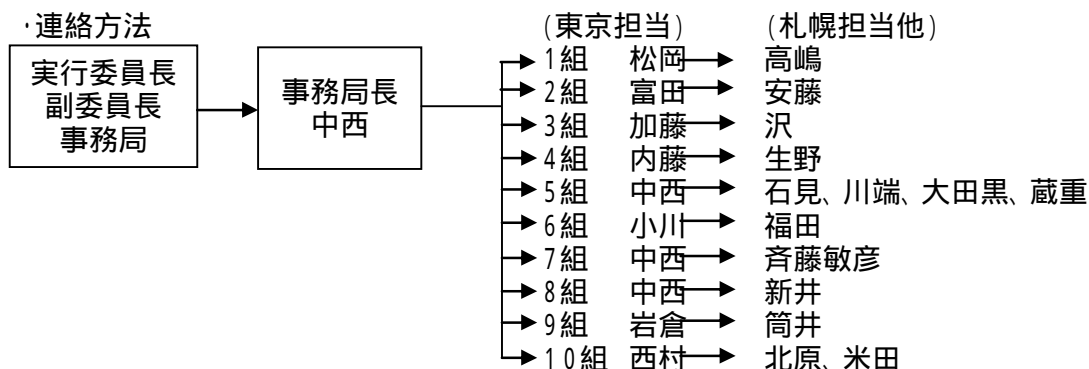 ・連絡方法
(東京担当) (札幌担当他)
実行委員長
副委員長
事務局
事務局長
中西
1組 松岡 高嶋
2組 富田 安藤
3組 加藤 沢
4組 内藤 生野
5組 中西 石見、川端、大田黒、蔵重
6組 小川 福田
7組 中西 斉藤敏彦
8組 中西 新井
9組 岩倉 筒井
10組 西村 北原、米田